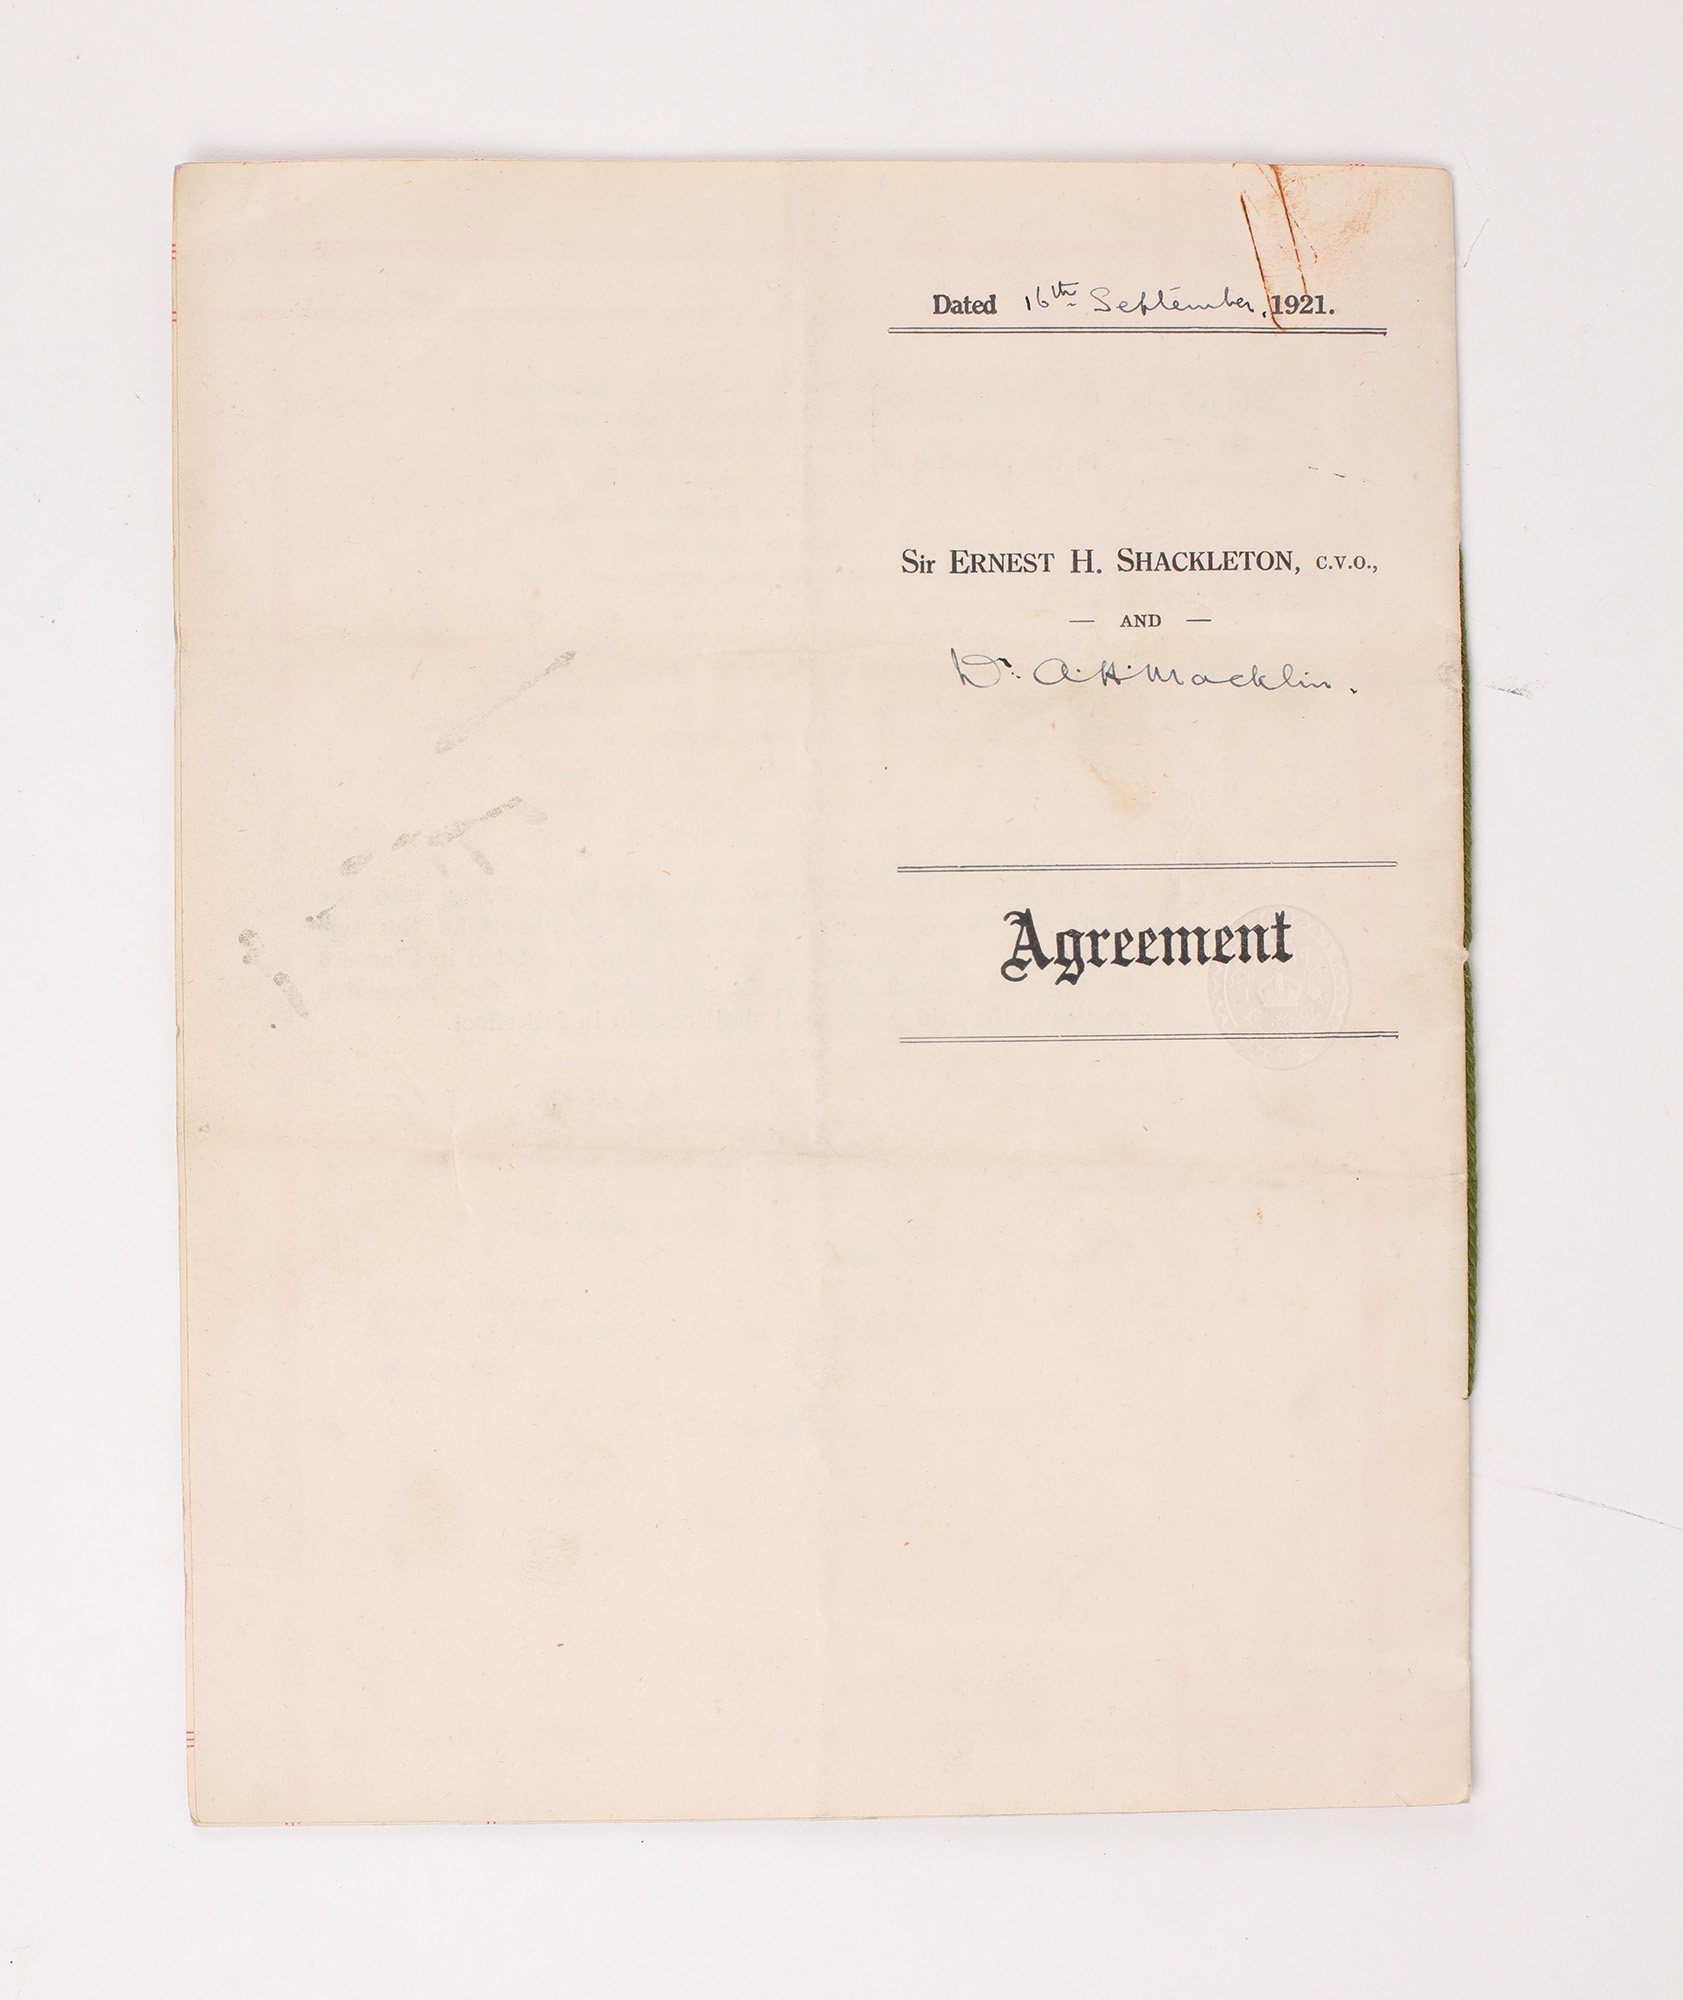 Dated 16th September, 1921.
Sir ERNEST H. SHACKLETON, C.V.O.,
— AND —
Dr. A. H. Macklin.
Agreement